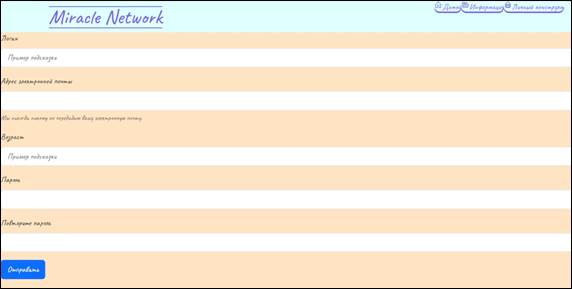 Miracle Network
Домой Информация Личный конструктор
Логин
Пример подсказки
Адрес электронной почты
Мы никогда никому не передадим вашу электронную почту.
Возраст
Пример подсказки
Пароль
Повторите пароль
Отправить